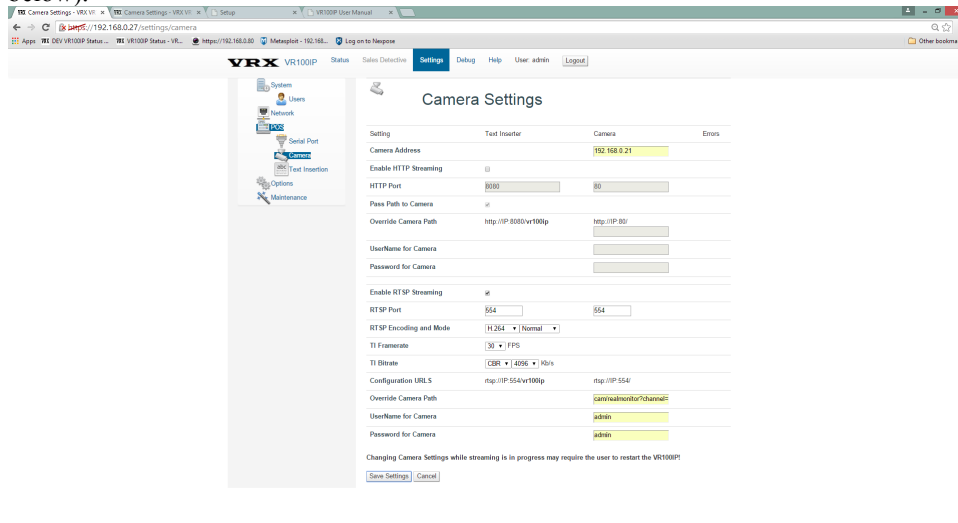 below).
Camera Settings - VRX VR
Camera Settings - VRX VR
Setup
VR100IP User Manual
https://192.168.0.27/settings/camera
Apps
DEV VR100IP Status ...
VR100IP Status - VR...
https://192.168.0.80
Metasploit - 192.168...
Log on to Nexpose
Other bookma
VRX VR100IP Status Sales Detective Settings Debug Help User: admin Logout
System
Users
Network
POS
Serial Port
Camera
Text Insertion
Options
Maintenance
Camera Settings
Setting Text Inserter Camera Errors
Camera Address 192.168.0.21
Enable HTTP Streaming
HTTP Port 8080 80
Pass Path to Camera
Override Camera Path http://IP:8080/vr100ip http://IP:80/
UserName for Camera
Password for Camera
Enable RTSP Streaming
RTSP Port 554 554
RTSP Encoding and Mode H.264 Normal
TI Framerate 30 FPS
TI Bitrate CBR 4096 Kb/s
Configuration URLS rtsp://IP:554/vr100ip rtsp://IP:554/
Override Camera Path cam/realmonitor?channel=
UserName for Camera admin
Password for Camera admin
Changing Camera Settings while streaming is in progress may require the user to restart the VR100IP!
Save Settings Cancel